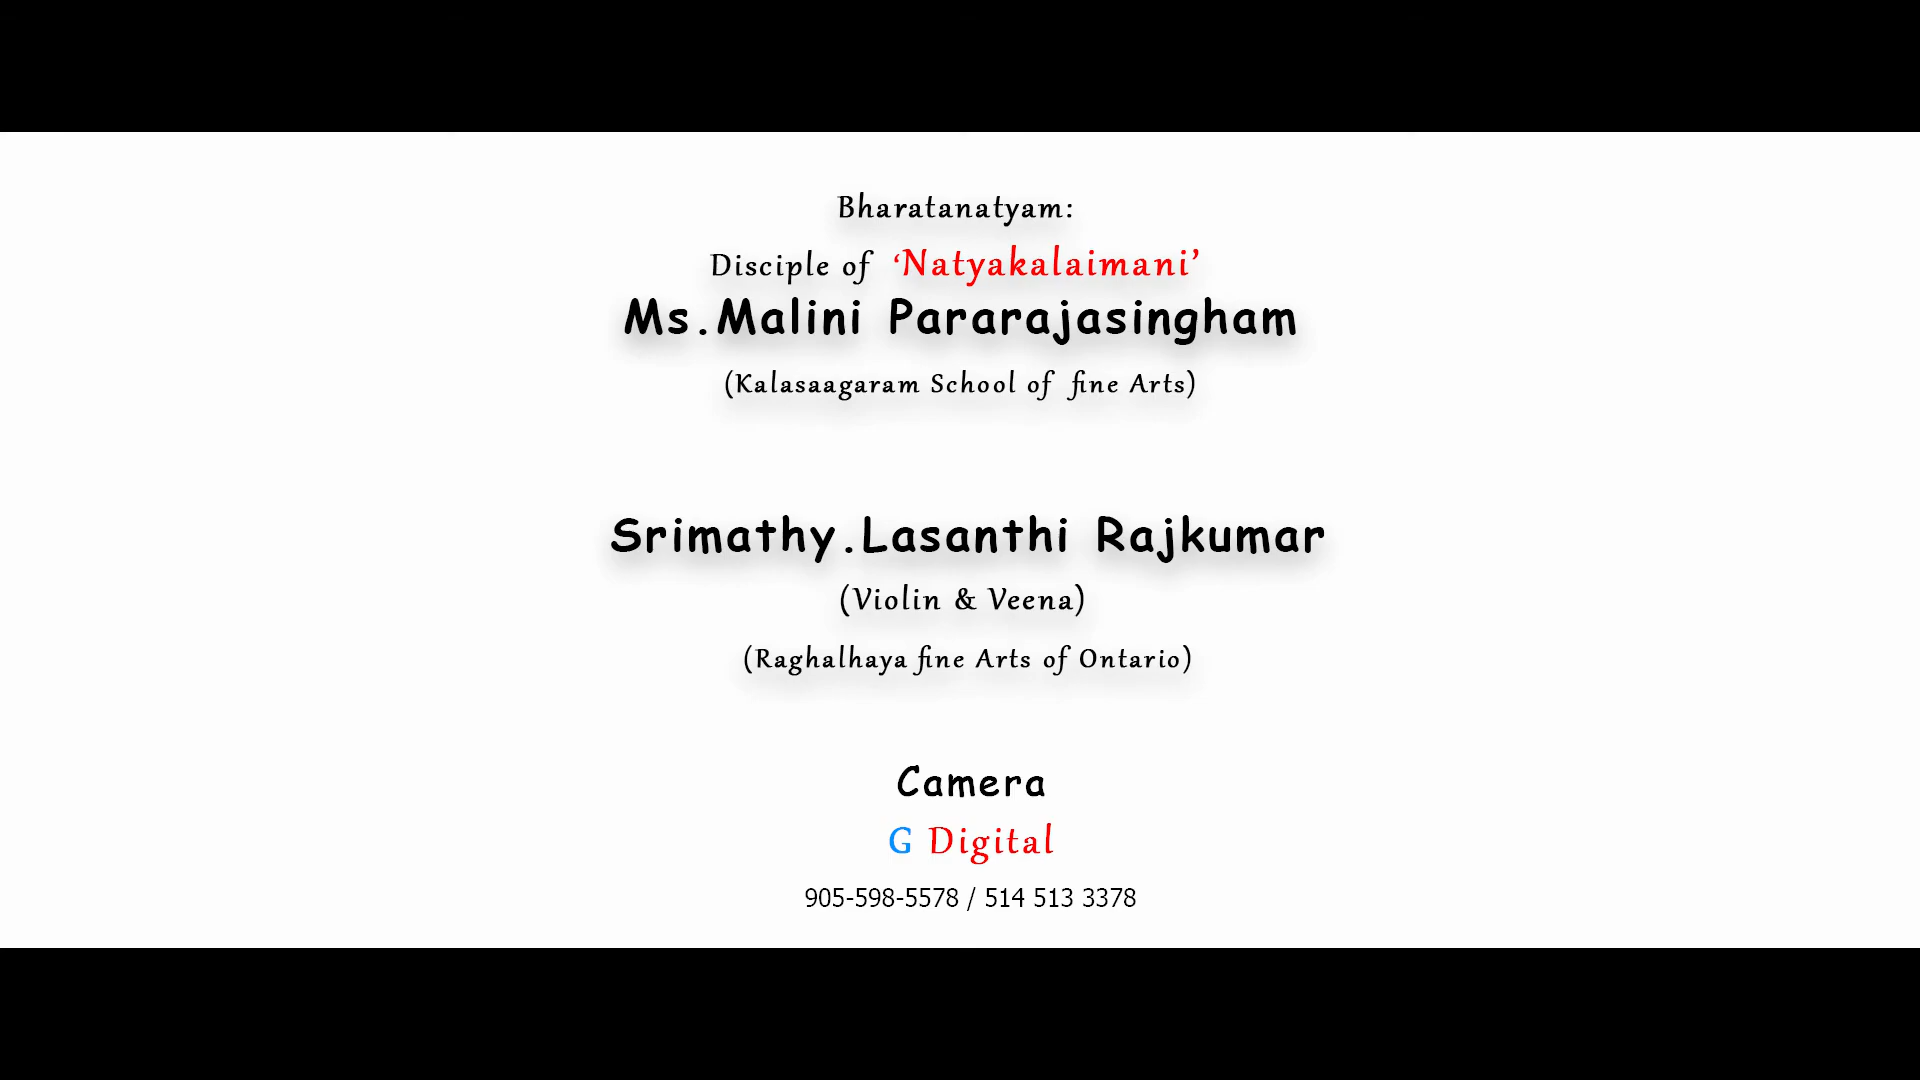 Bharatanatyam:
Disciple of ‘Natyakalaimani’
Ms.Malini Pararajasingham
(Kalasaagaram School of fine Arts)
Srimathy.Lasanthi Rajkumar
(Violin & Veena)
(Raghalhaya fine Arts of Ontario)
Camera
G Digital
905-598-5578 / 514 513 3378